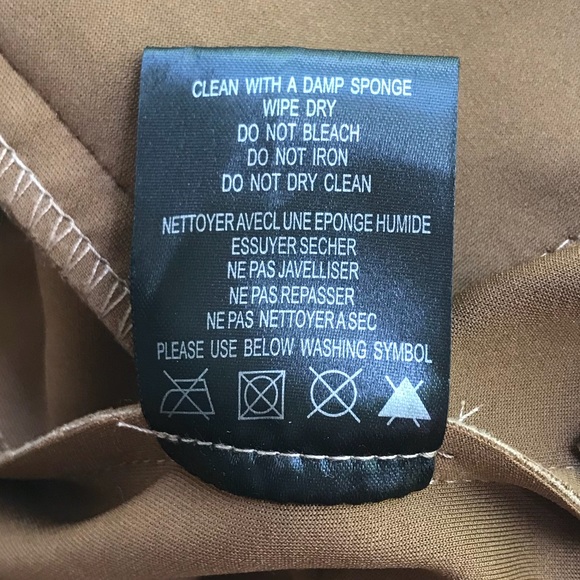 CLEAN WITH A DAMP SPONGE
WIPE DRY
DO NOT BLEACH
DO NOT IRON
DO NOT DRY CLEAN
NETTOYER AVECL UNE EPONGE HUMIDE
ESSUYER SECHER
NE PAS JAVELLISER
NE PAS REPASSER
NE PAS NETTOYER A SEC
PLEASE USE BELOW WASHING SYMBOL